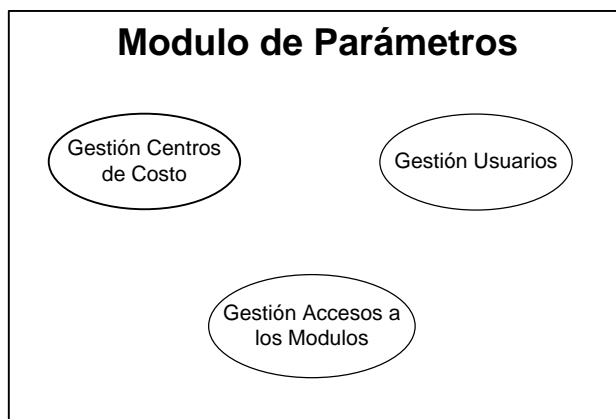 Modulo de Parámetros
Gestión Centros
de Costo
Gestión Usuarios
Gestión Accesos a
los Modulos